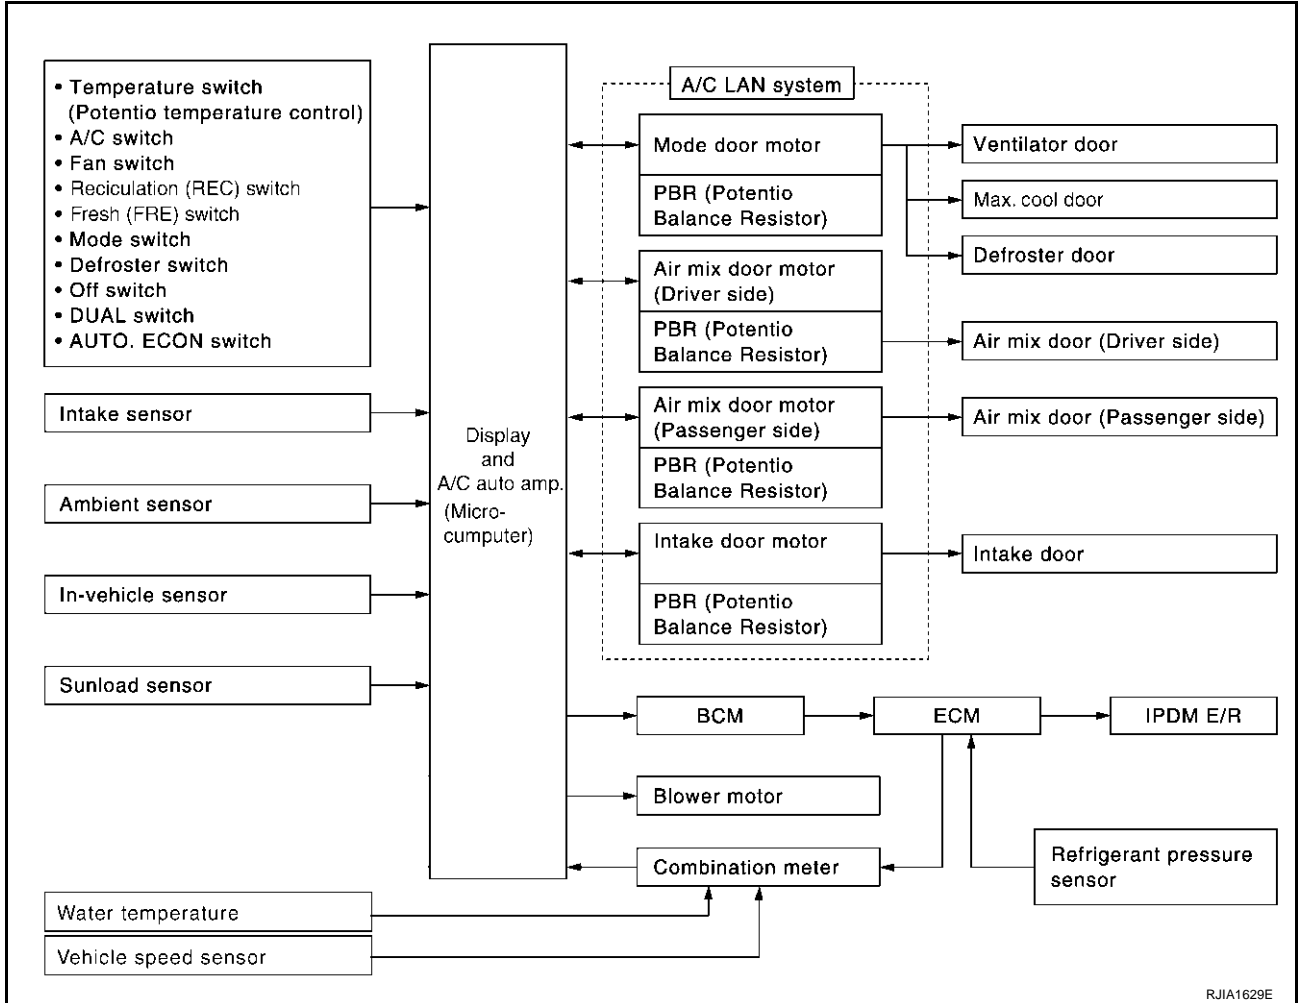 • Temperature switch
(Potentio temperature control)
• A/C switch
• Fan switch
• Reciculation (REC) switch
• Fresh (FRE) switch
• Mode switch
• Defroster switch
• Off switch
• DUAL switch
• AUTO. ECON switch
Intake sensor
Ambient sensor
In-vehicle sensor
Sunload sensor
Water temperature
Vehicle speed sensor
Display
and
A/C auto amp.
(Micro-
cumputer)
A/C LAN system
Mode door motor
PBR (Potentio
Balance Resistor)
Air mix door motor
(Driver side)
PBR (Potentio
Balance Resistor)
Air mix door motor
(Passenger side)
PBR (Potentio
Balance Resistor)
Intake door motor
PBR (Potentio
Balance Resistor)
Ventilator door
Max. cool door
Defroster door
Air mix door (Driver side)
Air mix door (Passenger side)
Intake door
BCM
ECM
IPDM E/R
Blower motor
Combination meter
Refrigerant pressure
sensor
RJIA1629E